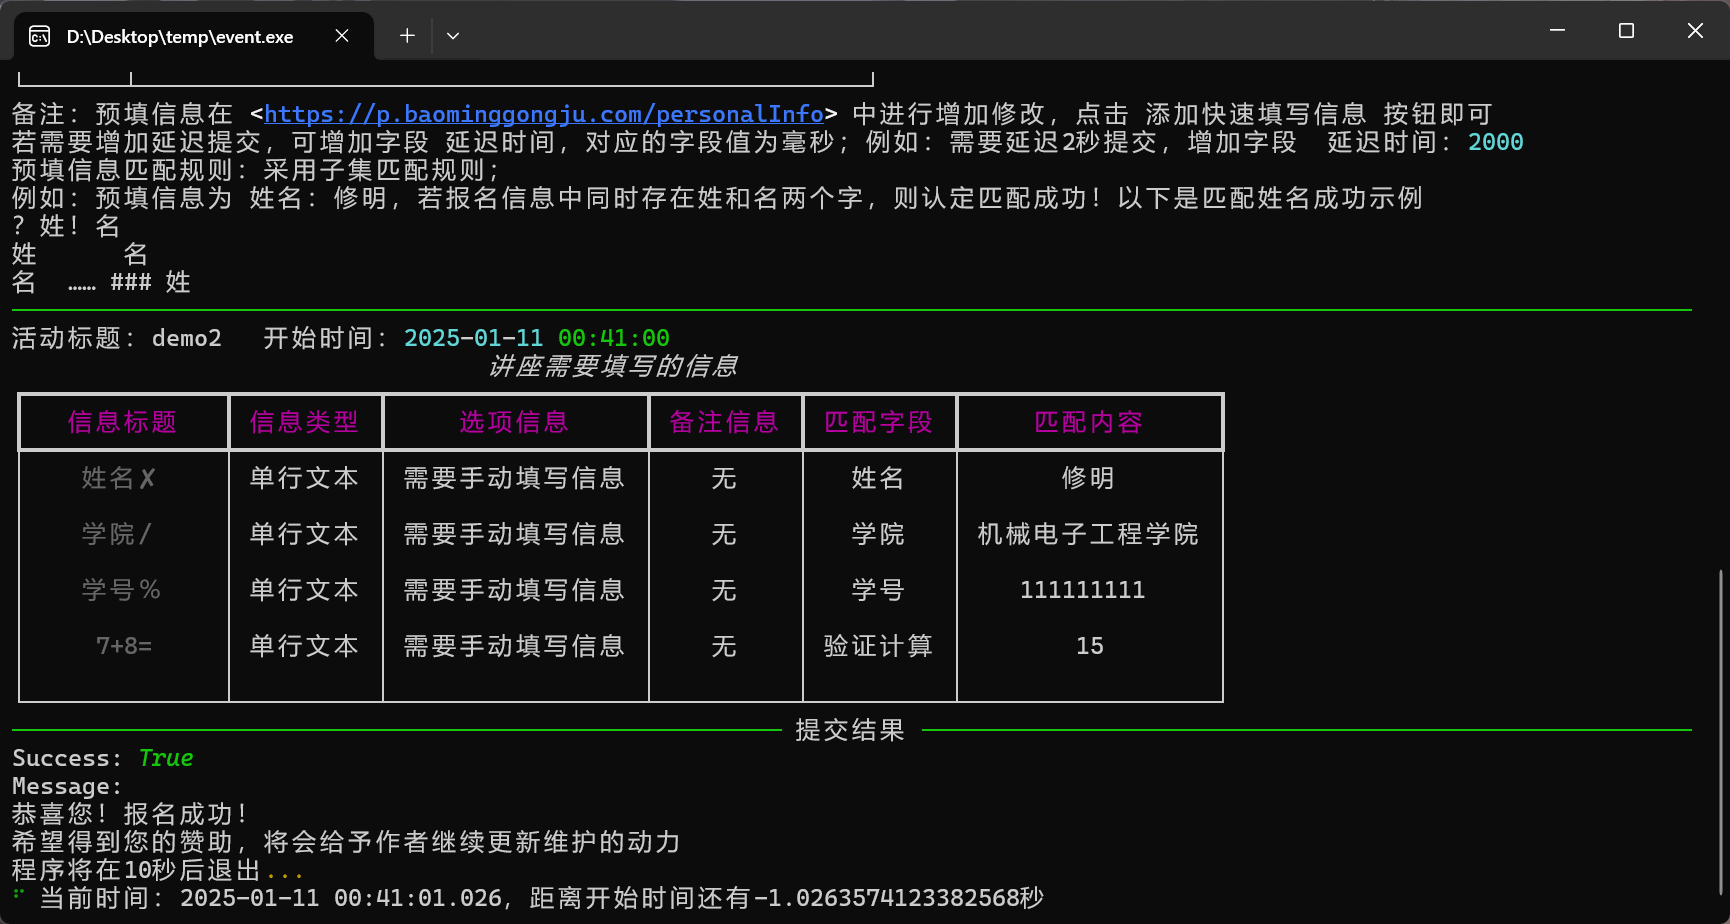 D:\Desktop\temp\event.exe
备注：预填信息在 <https://p.baominggongju.com/personalInfo> 中进行增加修改，点击 添加快速填写信息 按钮即可
若需要增加延迟提交，可增加字段 延迟时间，对应的字段值为毫秒；例如：需要延迟2秒提交，增加字段  延迟时间：2000
预填信息匹配规则：采用子集匹配规则；
例如：预填信息为 姓名：修明，若报名信息中同时存在姓和名两个字，则认定匹配成功！以下是匹配姓名成功示例
？姓！名
姓      名
名  …… ### 姓
活动标题：demo2   开始时间：2025-01-11 00:41:00
讲座需要填写的信息
信息标题 信息类型 选项信息 备注信息 匹配字段 匹配内容
姓名✘ 单行文本 需要手动填写信息 无 姓名 修明
学院/ 单行文本 需要手动填写信息 无 学院 机械电子工程学院
学号% 单行文本 需要手动填写信息 无 学号 111111111
7+8= 单行文本 需要手动填写信息 无 验证计算 15
提交结果
Success: True
Message:
恭喜您！报名成功！
希望得到您的赞助，将会给予作者继续更新维护的动力
程序将在10秒后退出...
当前时间：2025-01-11 00:41:01.026，距离开始时间还有-1.0263574123382568秒